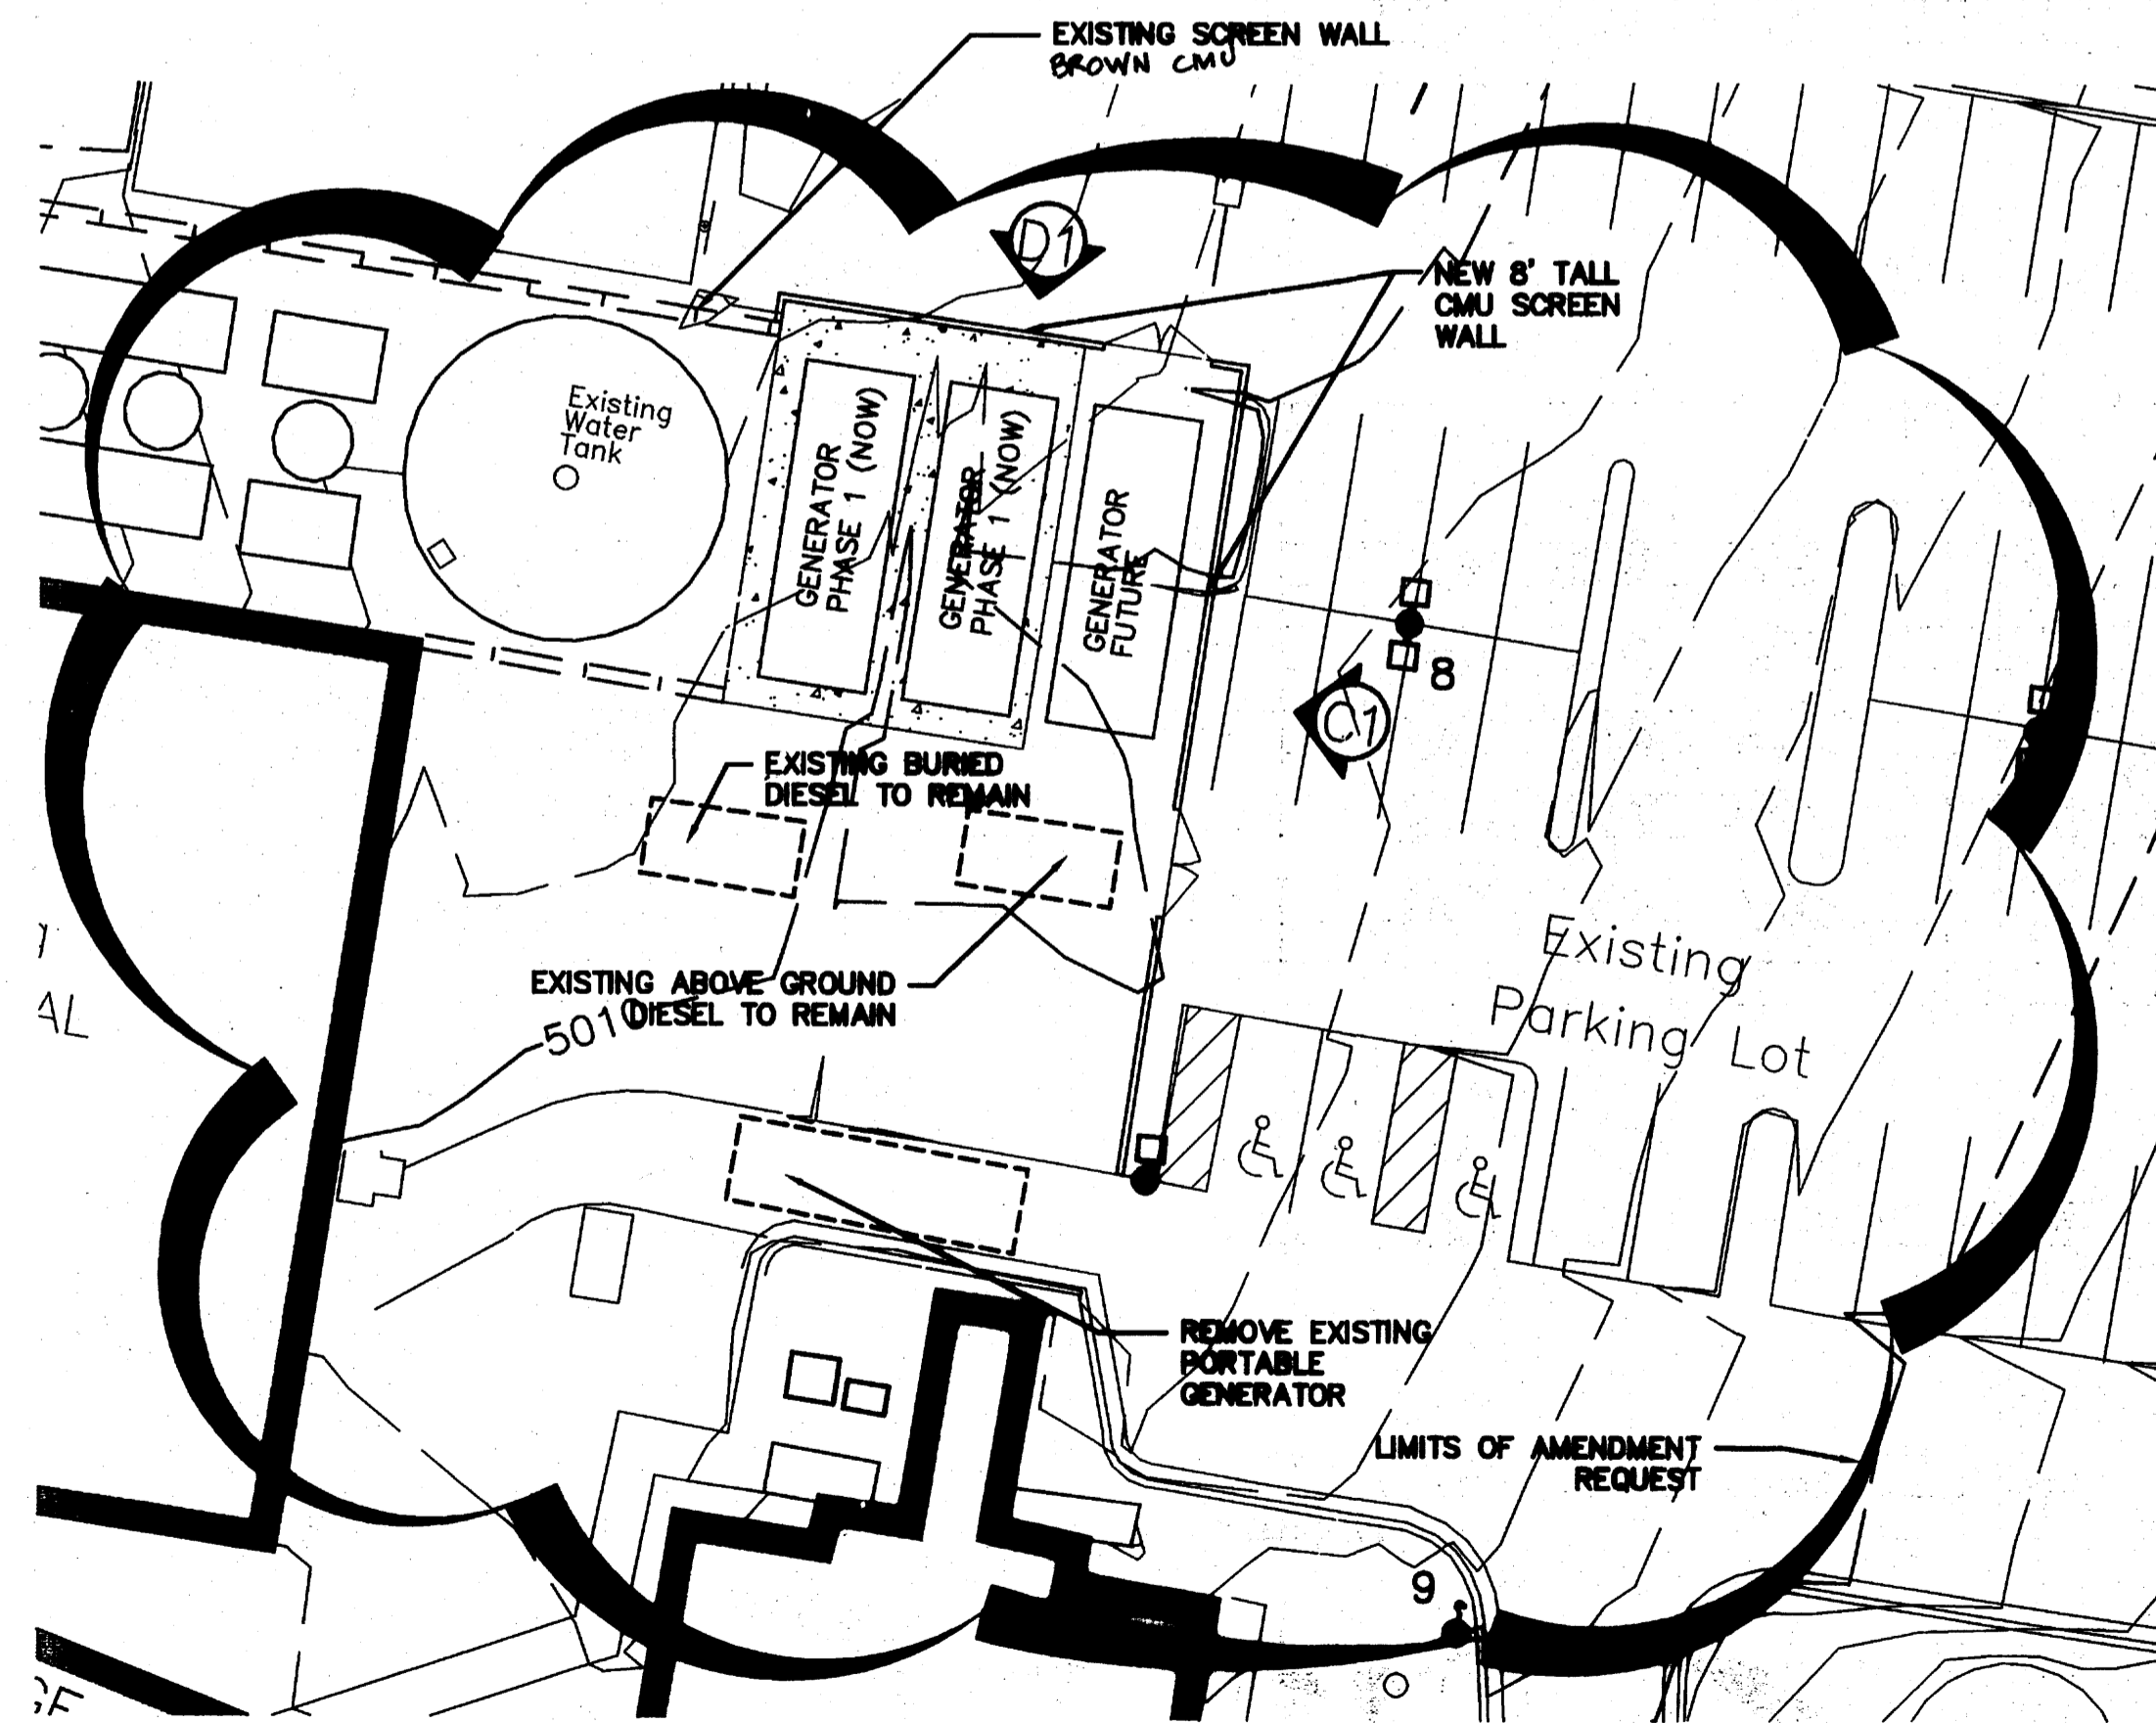 EXISTING SCREEN WALL
BROWN CMU
D1
NEW 8' TALL
CMU SCREEN
WALL
Existing
Water
Tank
GENERATOR
PHASE 1 (NOW)
GENERATOR
PHASE 1 (NOW)
GENERATOR
FUTURE
8
C1
EXISTING BURIED
DIESEL TO REMAIN
Existing
Parking Lot
EXISTING ABOVE GROUND
DIESEL TO REMAIN
501
AL
REMOVE EXISTING
PORTABLE
GENERATOR
LIMITS OF AMENDMENT
REQUEST
9